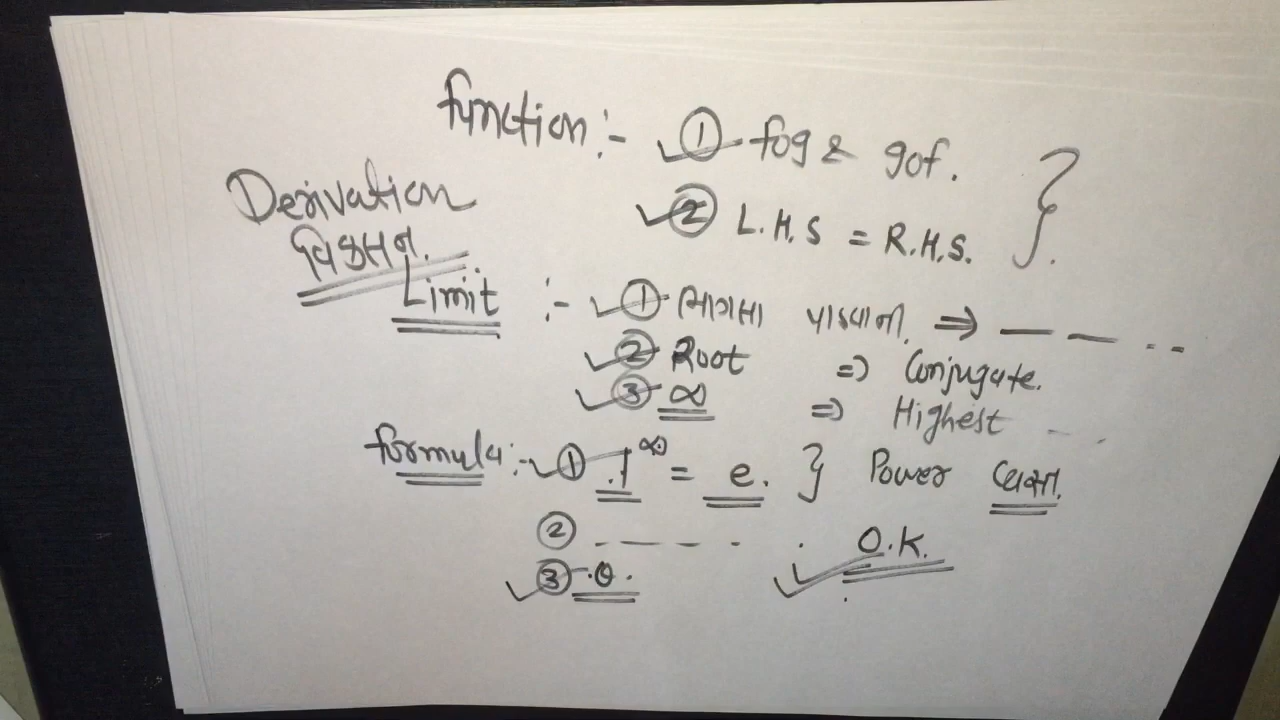 function :- ① fog & gof.
② L.H.S = R.H.S.
Derivation
વિકલન.
Limit :- ① ભાગલા પાડવાની. ⇒ — — - -
② Root ⇒ Conjugate.
③ ∞ ⇒ Highest - -
formula :- ① 1^∞ = e. } Power
② - - - - - . O.K.
③ θ.